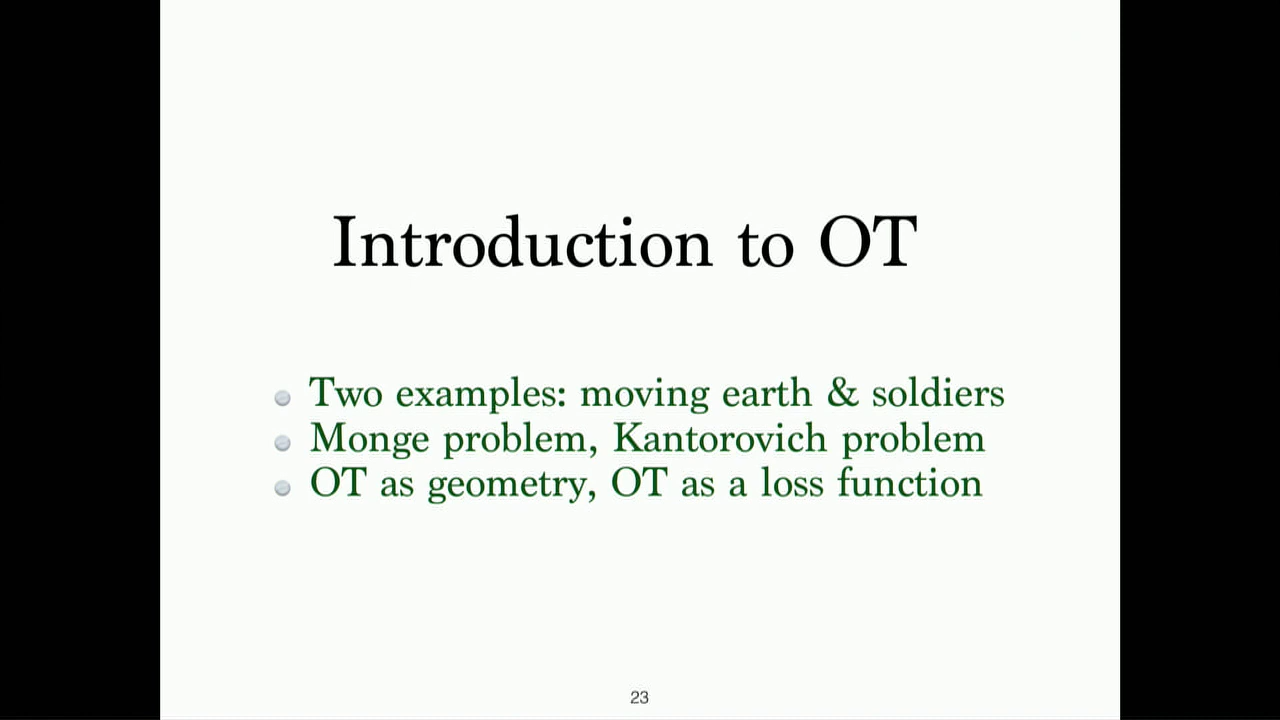 Introduction to OT
Two examples: moving earth & soldiers
Monge problem, Kantorovich problem
OT as geometry, OT as a loss function
23